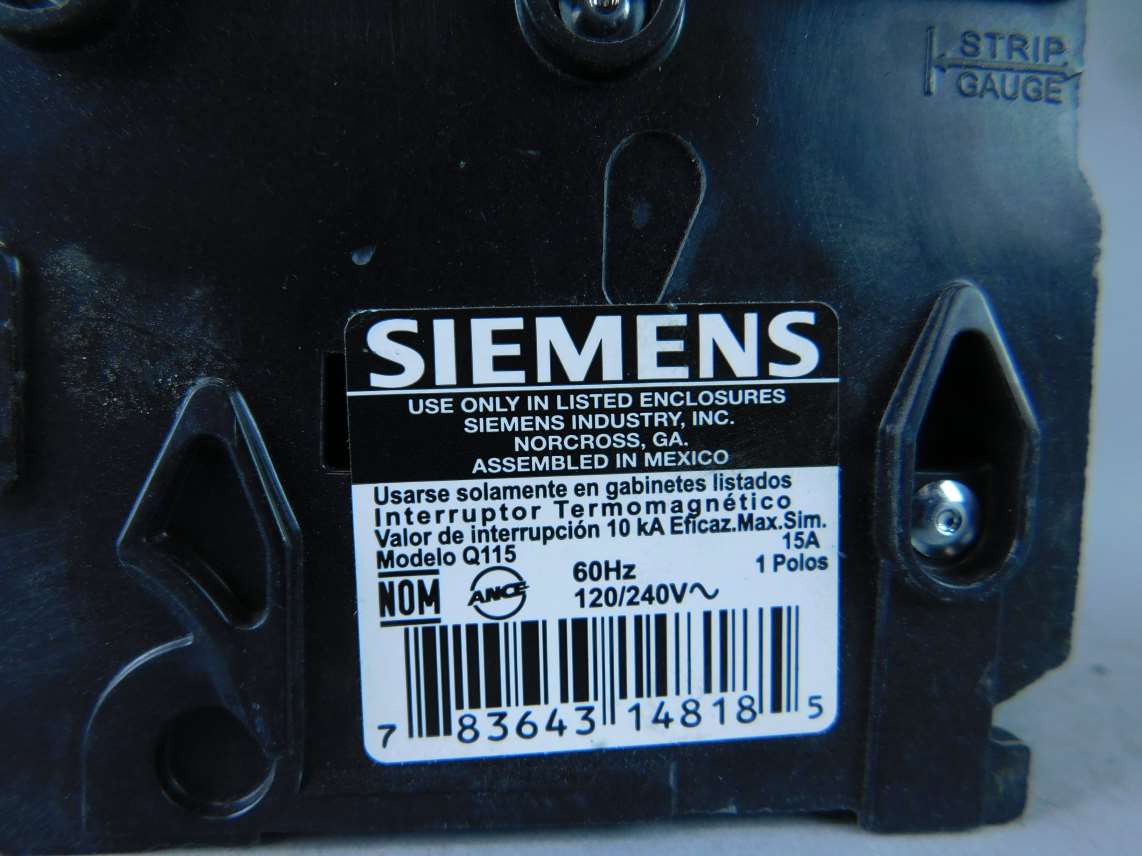 STRIP
GAUGE
SIEMENS
USE ONLY IN LISTED ENCLOSURES
SIEMENS INDUSTRY, INC.
NORCROSS, GA.
ASSEMBLED IN MEXICO
Usarse solamente en gabinetes listados
Interruptor Termomagnético
Valor de interrupción 10 kA Eficaz.Max.Sim.
Modelo Q115 15A
NOM ANCE 60Hz 1 Polos
120/240V~
7 83643 14818 5